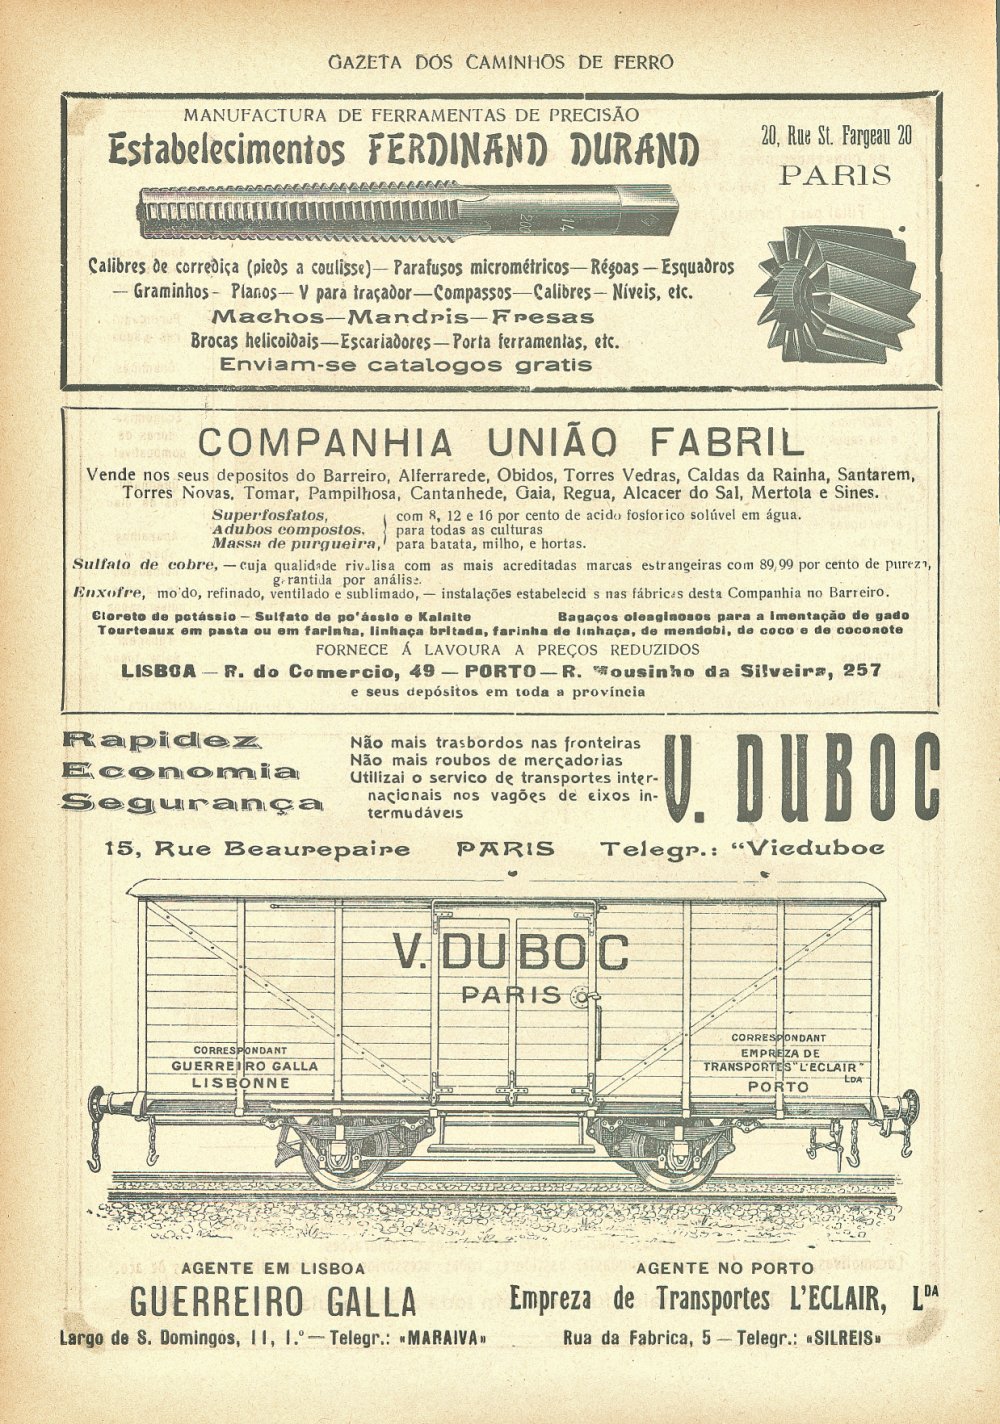 GAZETA DOS CAMINHOS DE FERRO
MANUFACTURA DE FERRAMENTAS DE PRECISÃO
Estabelecimentos FERDINAND DURAND
20, Rue St. Fargeau 20
PARIS
14
200
Calibres de corrediça (pieds a coulisse)—Parafusos micrométricos—Régoas—Esquadros
—Graminhos- Planos—V para traçador—Compassos—Calibres—Níveis, etc.
Machos—Mandris—Fresas
Brocas helicoidais—Escariadores—Porta ferramentas, etc.
Enviam-se catalogos gratis
COMPANHIA UNIÃO FABRIL
Vende nos seus depositos do Barreiro, Alferrarede, Obidos, Torres Vedras, Caldas da Rainha, Santarem,
Torres Novas, Tomar, Pampilhosa, Cantanhede, Gaia, Regua, Alcacer do Sal, Mertola e Sines.
Superfosfatos, com 8, 12 e 16 por cento de acido fosforico solúvel em água.
Adubos compostos, para todas as culturas
Massa de purgueira, para batata, milho, e hortas.
Sulfato de cobre,—cuja qualidade rivalisa com as mais acreditadas marcas estrangeiras com 89,99 por cento de pureza,
garantida por análise.
Enxofre, moido, refinado, ventilado e sublimado,—instalações estabelecid s nas fábricas desta Companhia no Barreiro.
Cloreto de potássio—Sulfato de po'ássio e Kainite Bagaços oleaginosos para a imentação de gado
Tourteaux em pasta ou em farinha, linhaça britada, farinha de linhaça, de mendobi, de coco e de coconote
FORNECE Á LAVOURA A PREÇOS REDUZIDOS
LISBOA—R. do Comercio, 49—PORTO—R. Mousinho da Silveira, 257
e seus depósitos em toda a província
Rapidez
Economia
Segurança
Não mais trasbordos nas fronteiras
Não mais roubos de merçadorias
Utilizai o servico de transportes inter-
nacionais nos vagões de eixos in-
termudáveis
V. DUBOC
15, Rue Beaurepaire PARIS Telegr.: "Vicduboc
V. DUBOC
PARIS
CORRESPONDANT
GUERREIRO GALLA
LISBONNE
CORRESPONDANT
EMPREZA DE
TRANSPORTES "L'ECLAIR"
LDA
PORTO
AGENTE EM LISBOA
GUERREIRO GALLA
Largo de S. Domingos, 11, 1.º—Telegr.: «MARAIVA»
AGENTE NO PORTO
Empreza de Transportes L'ECLAIR, LDA
Rua da Fabrica, 5—Telegr.: «SILREIS»